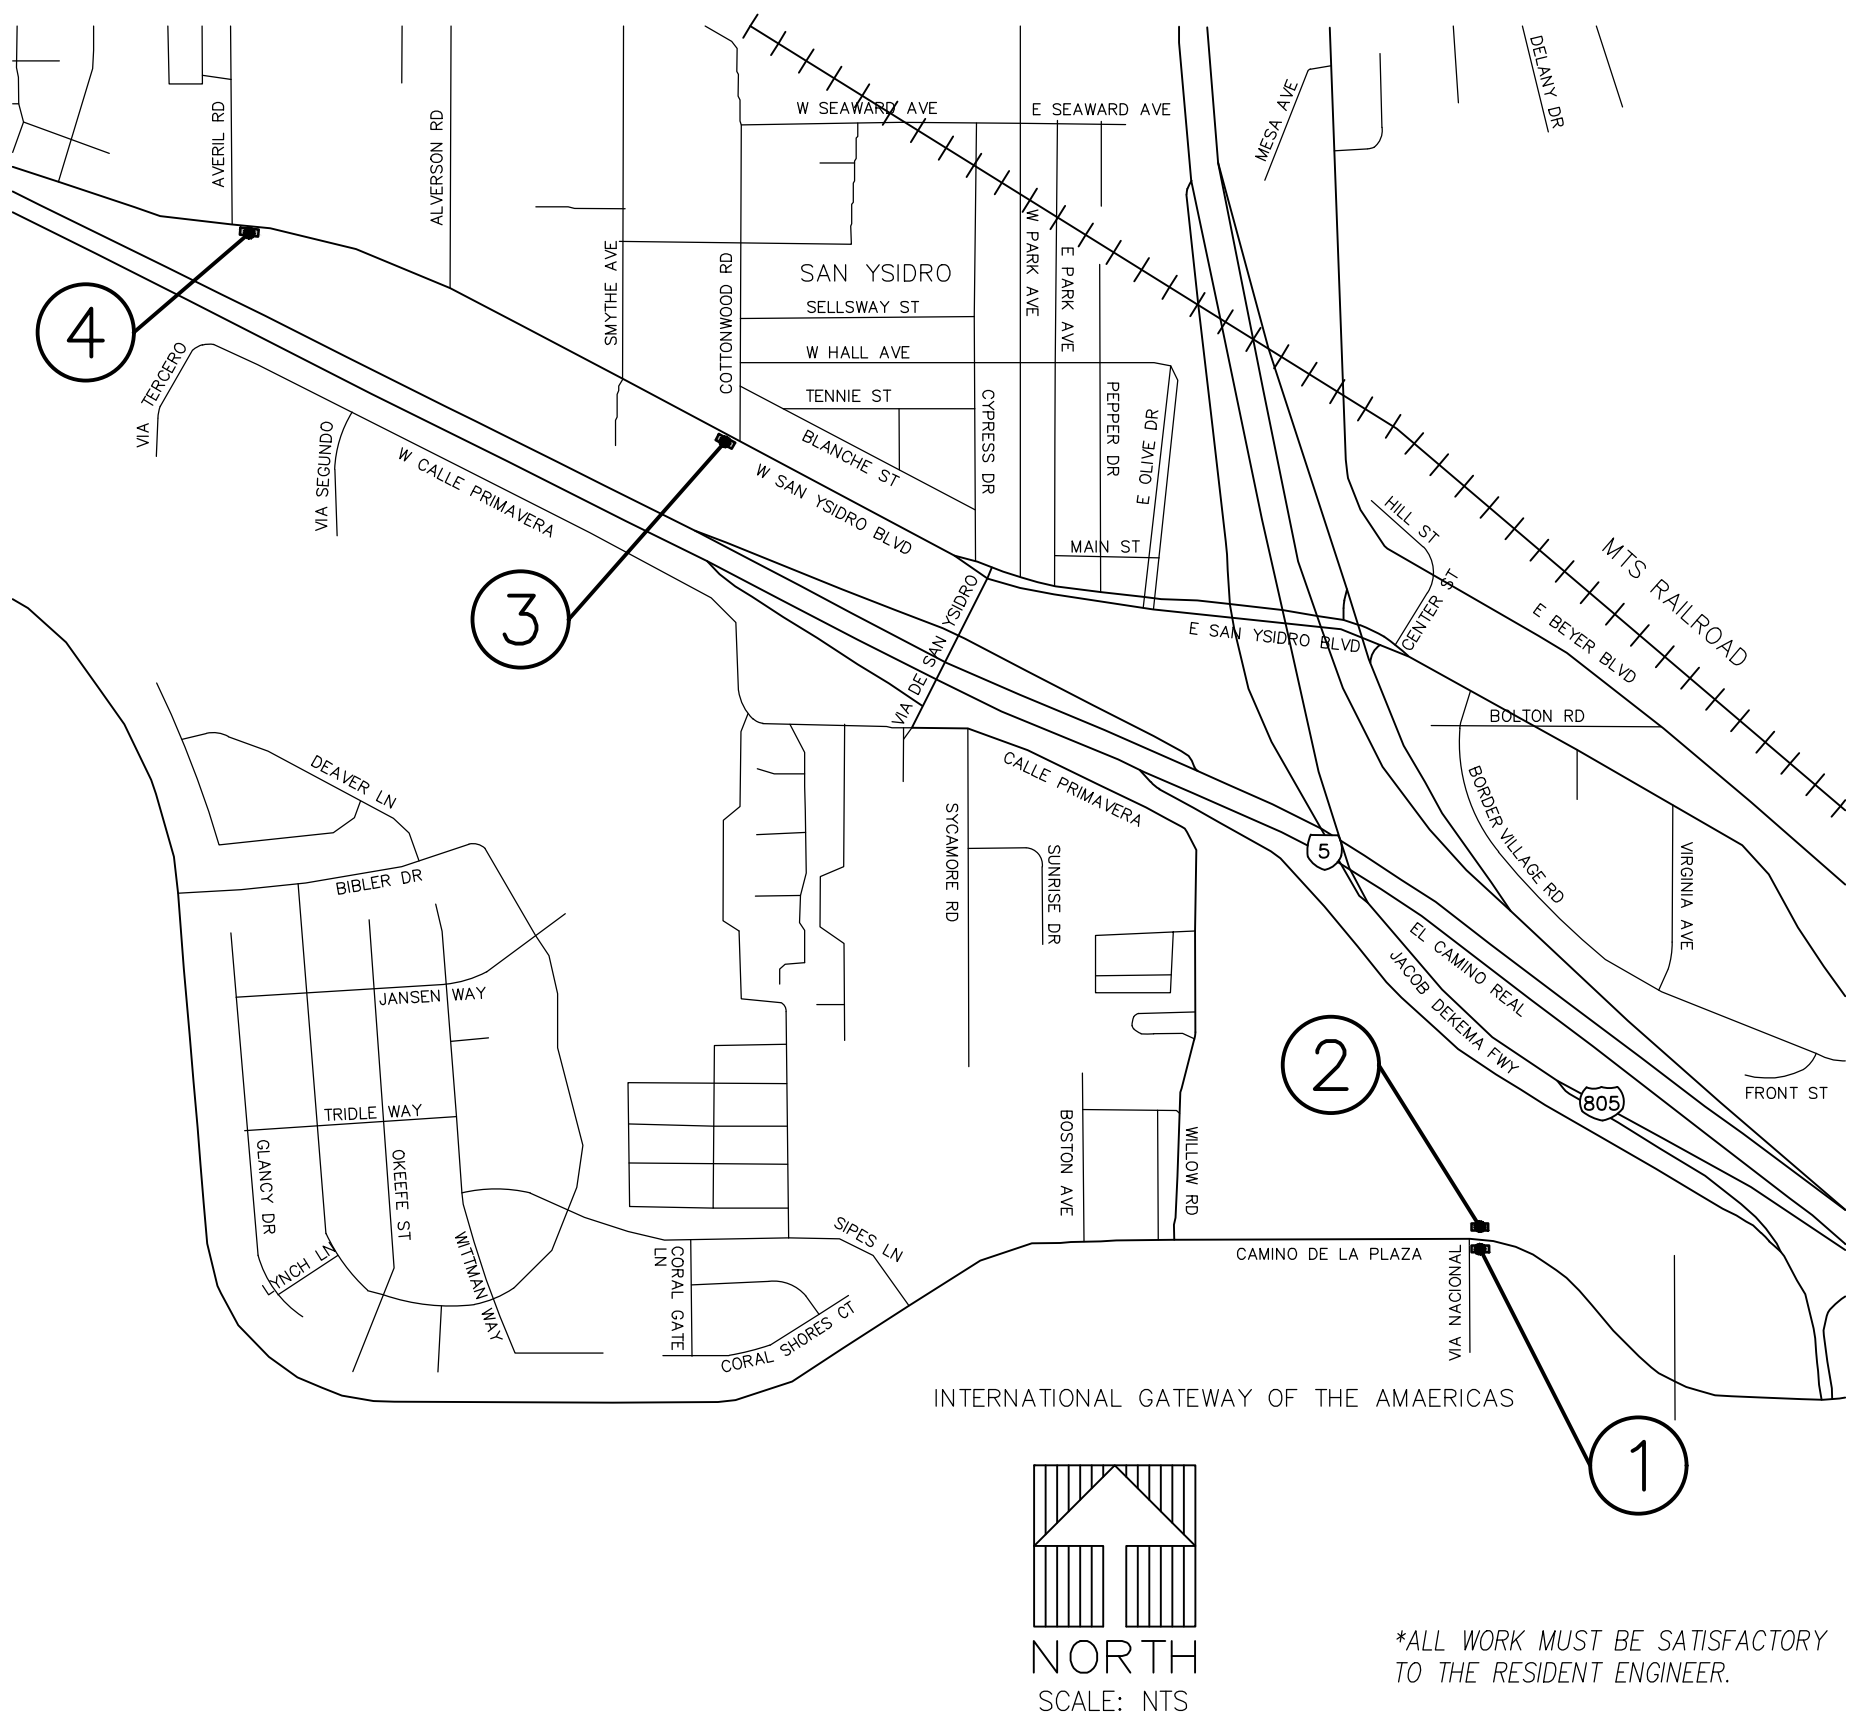 DELANY DR
MESA AVE
W SEAWARD AVE
E SEAWARD AVE
AVERIL RD
ALVERSON RD
SMYTHE AVE
COTTONWOOD RD
SAN YSIDRO
W PARK AVE
E PARK AVE
SELLSWAY ST
W HALL AVE
TENNIE ST
BLANCHE ST
CYPRESS DR
PEPPER DR
E OLIVE DR
4
VIA TERCERO
VIA SEGUNDO
W CALLE PRIMAVERA
W SAN YSIDRO BLVD
MAIN ST
HILL ST
MTS RAILROAD
3
VIA DE SAN YSIDRO
E SAN YSIDRO BLVD
CENTER ST
E BEYER BLVD
BOLTON RD
DEAVER LN
CALLE PRIMAVERA
BORDER VILLAGE RD
SYCAMORE RD
SUNRISE DR
5
VIRGINIA AVE
BIBLER DR
EL CAMINO REAL
JACOB DEKEMA FWY
JANSEN WAY
2
805
FRONT ST
TRIDLE WAY
GLANCY DR
OKEEFE ST
BOSTON AVE
WILLOW RD
LYNCH LN
WITTMAN WAY
CORAL GATE
LN
SIPES LN
CAMINO DE LA PLAZA
VIA NACIONAL
CORAL SHORES CT
INTERNATIONAL GATEWAY OF THE AMAERICAS
1
NORTH
SCALE: NTS
*ALL WORK MUST BE SATISFACTORY
TO THE RESIDENT ENGINEER.